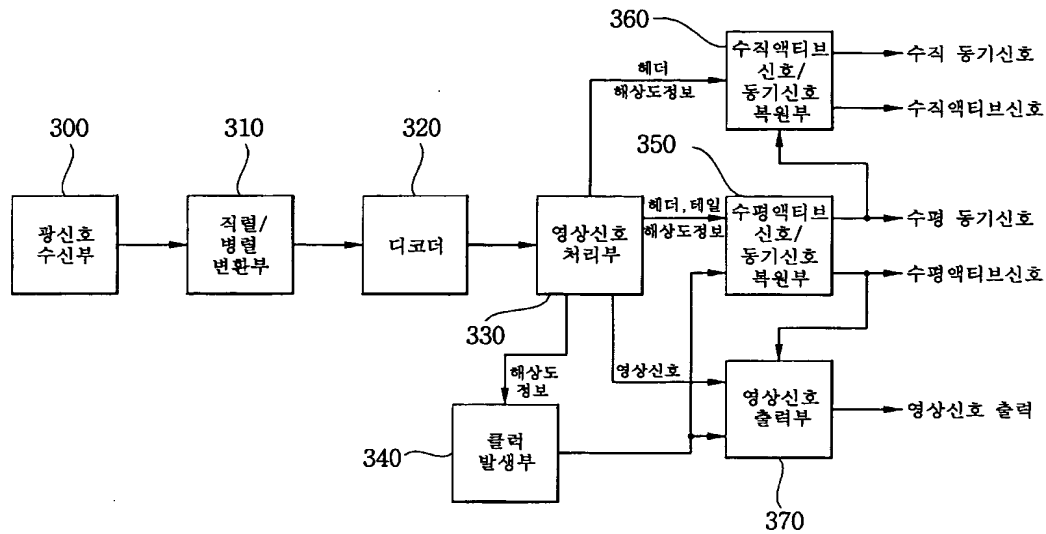 360
수직액티브
신호/
동기신호
복원부
수직 동기신호
수직액티브신호
헤더
해상도정보
300
310
320
350
광신호
수신부
직렬/
병렬
변환부
디코더
영상신호
처리부
헤더, 테일
해상도정보
수평액티브
신호/
동기신호
복원부
수평 동기신호
수평액티브신호
330
해상도
정보
영상신호
영상신호
출력부
영상신호 출력
340
클럭
발생부
370